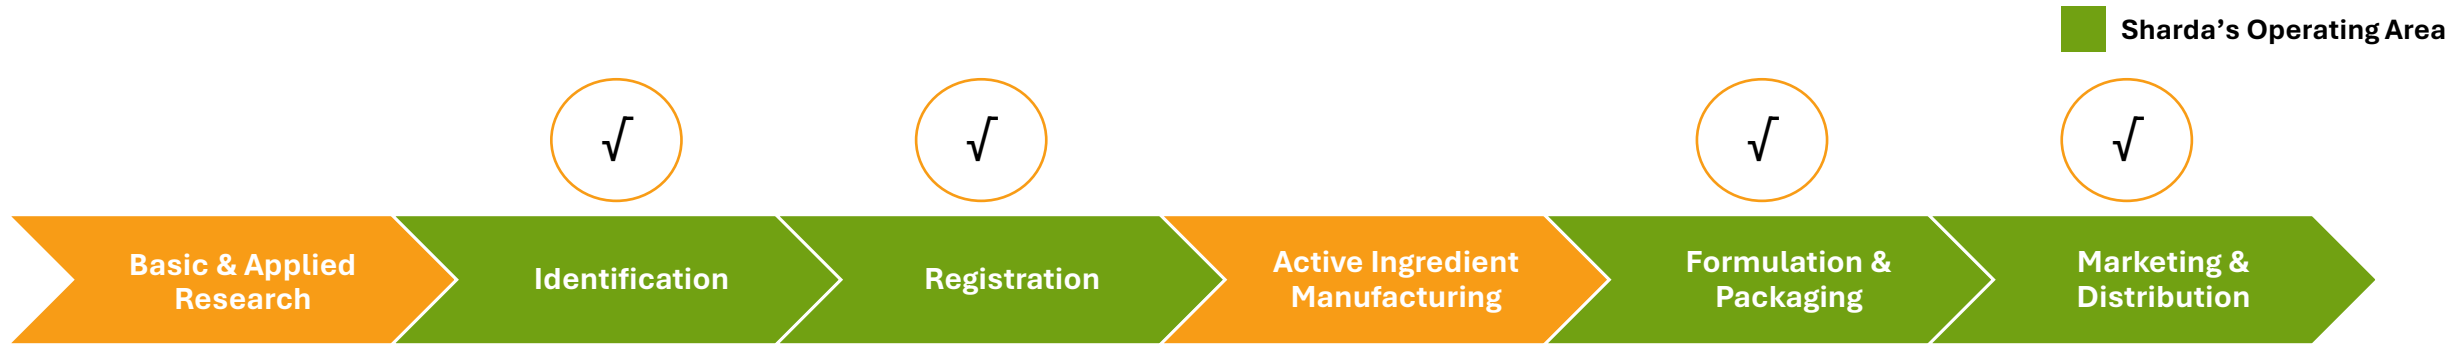 Sharda’s Operating Area
√ √ √ √
Basic & Applied
Research
Identification
Registration
Active Ingredient
Manufacturing
Formulation &
Packaging
Marketing &
Distribution